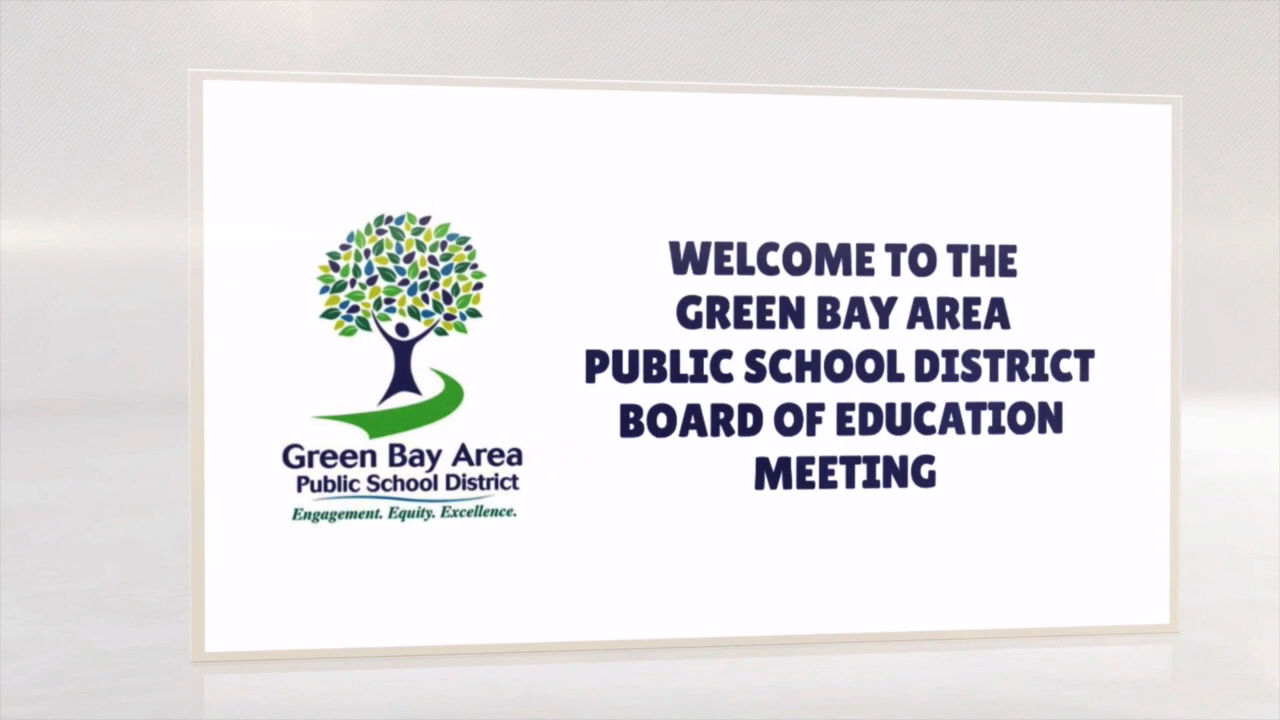 WELCOME TO THE
GREEN BAY AREA
PUBLIC SCHOOL DISTRICT
BOARD OF EDUCATION
MEETING
Green Bay Area
Public School District
Engagement. Equity. Excellence.